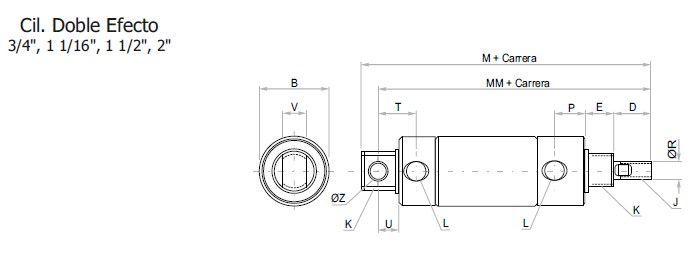 Cil. Doble Efecto
3/4", 1 1/16", 1 1/2", 2"
M + Carrera
MM + Carrera
B
V
T
P
E
D
ØR
ØZ
K
U
L
L
K
J